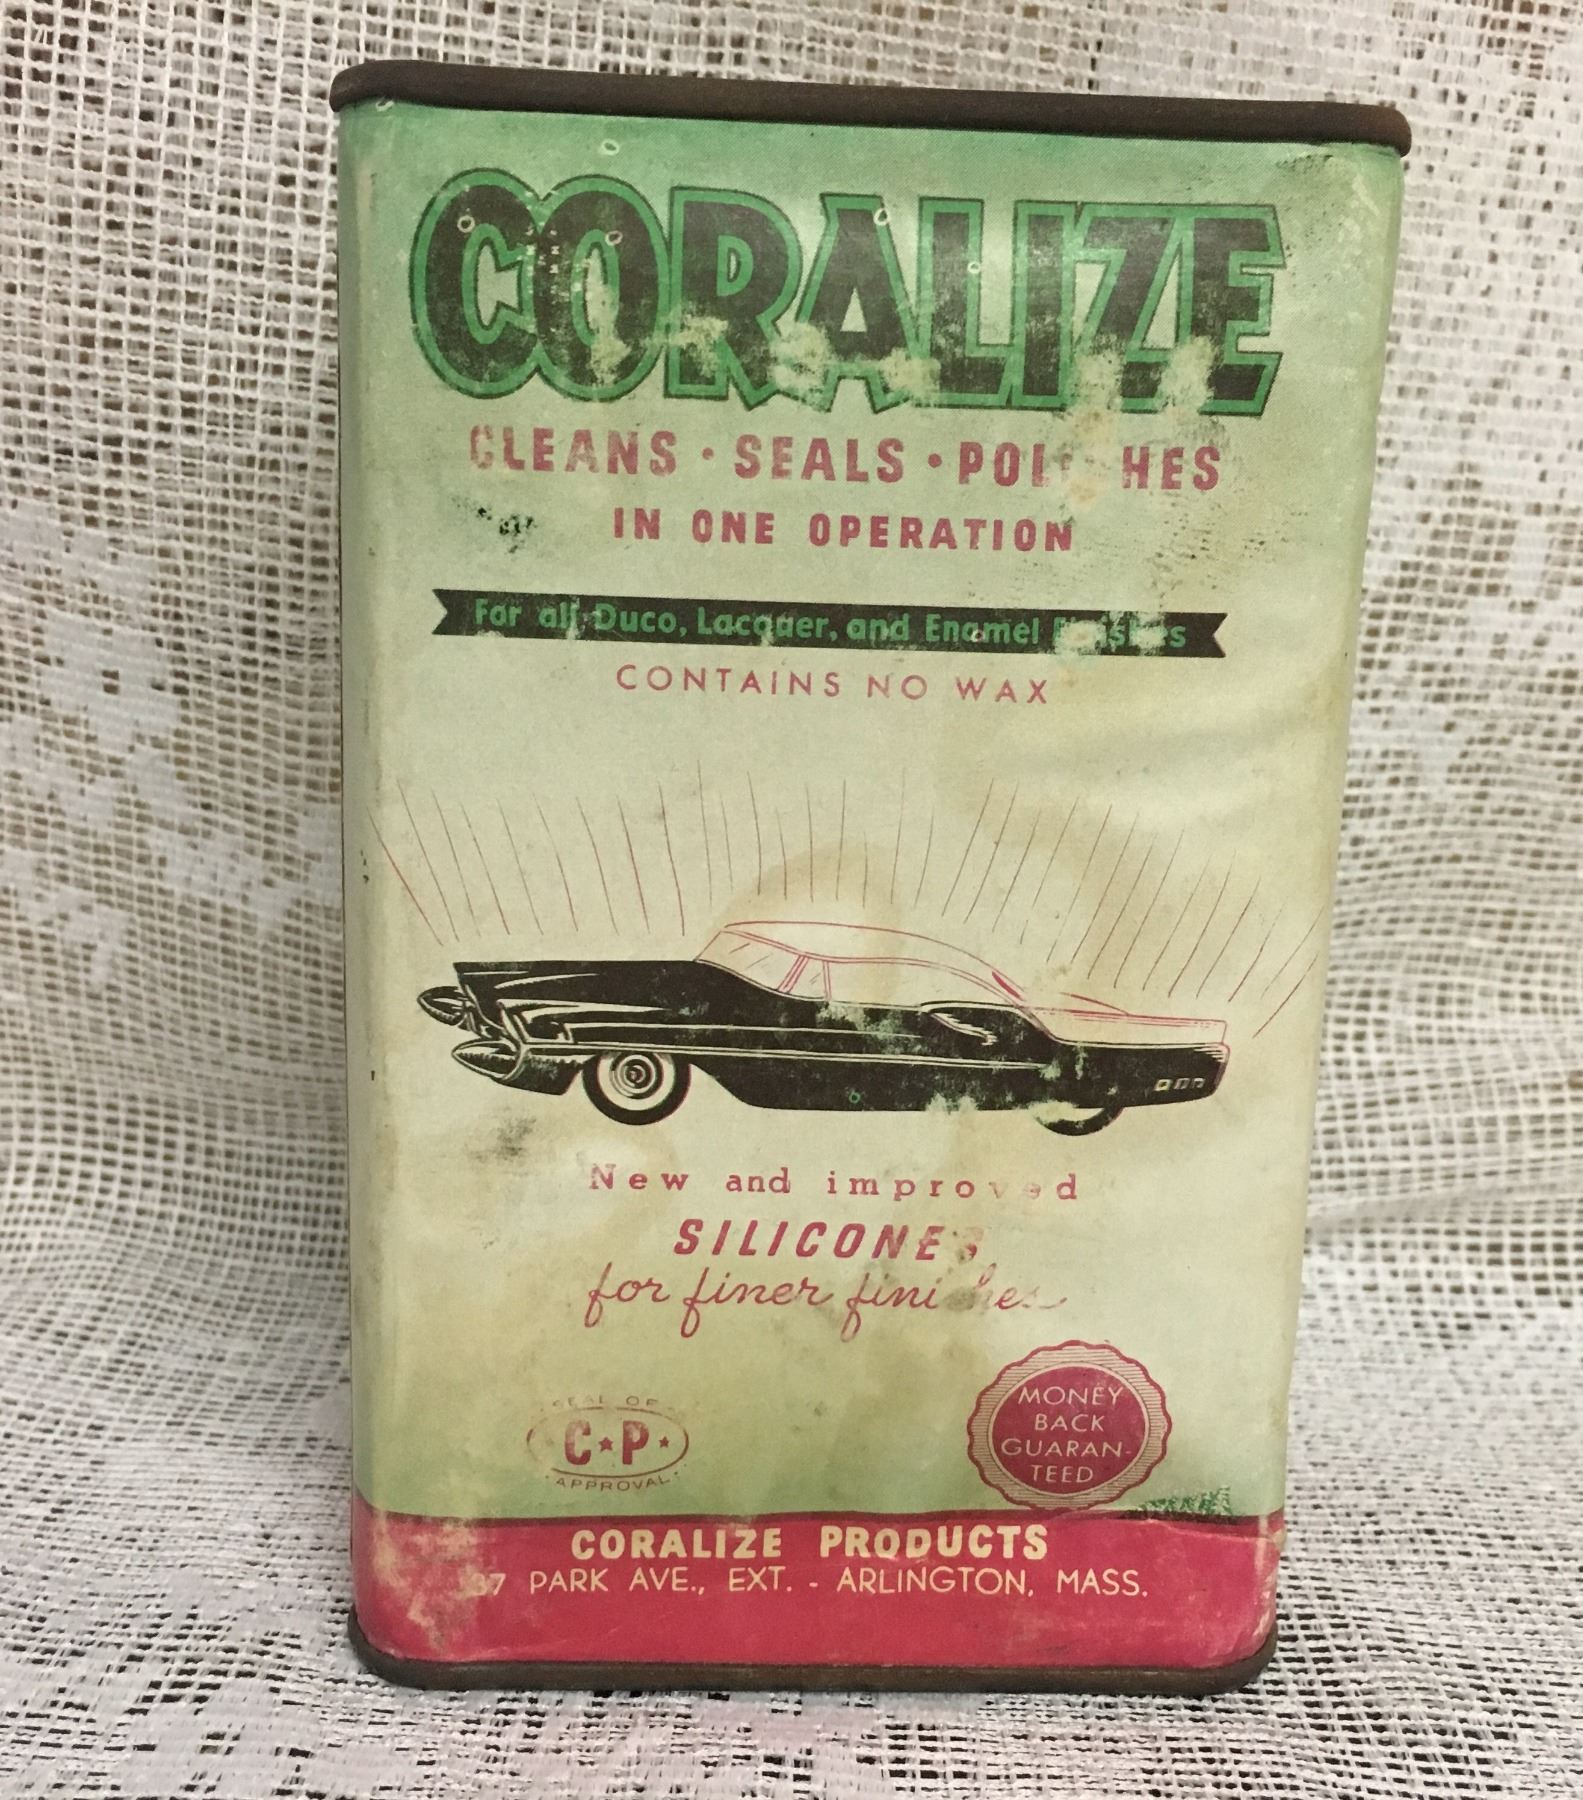 CORALIZE
CLEANS · SEALS · POLISHES
IN ONE OPERATION
For all Duco, Lacquer, and Enamel Finishes
CONTAINS NO WAX
New and improved
SILICONES
for finer finishes
SEAL OF
C★P★
APPROVAL
MONEY
BACK
GUARAN-
TEED
CORALIZE PRODUCTS
PARK AVE., EXT. - ARLINGTON, MASS.